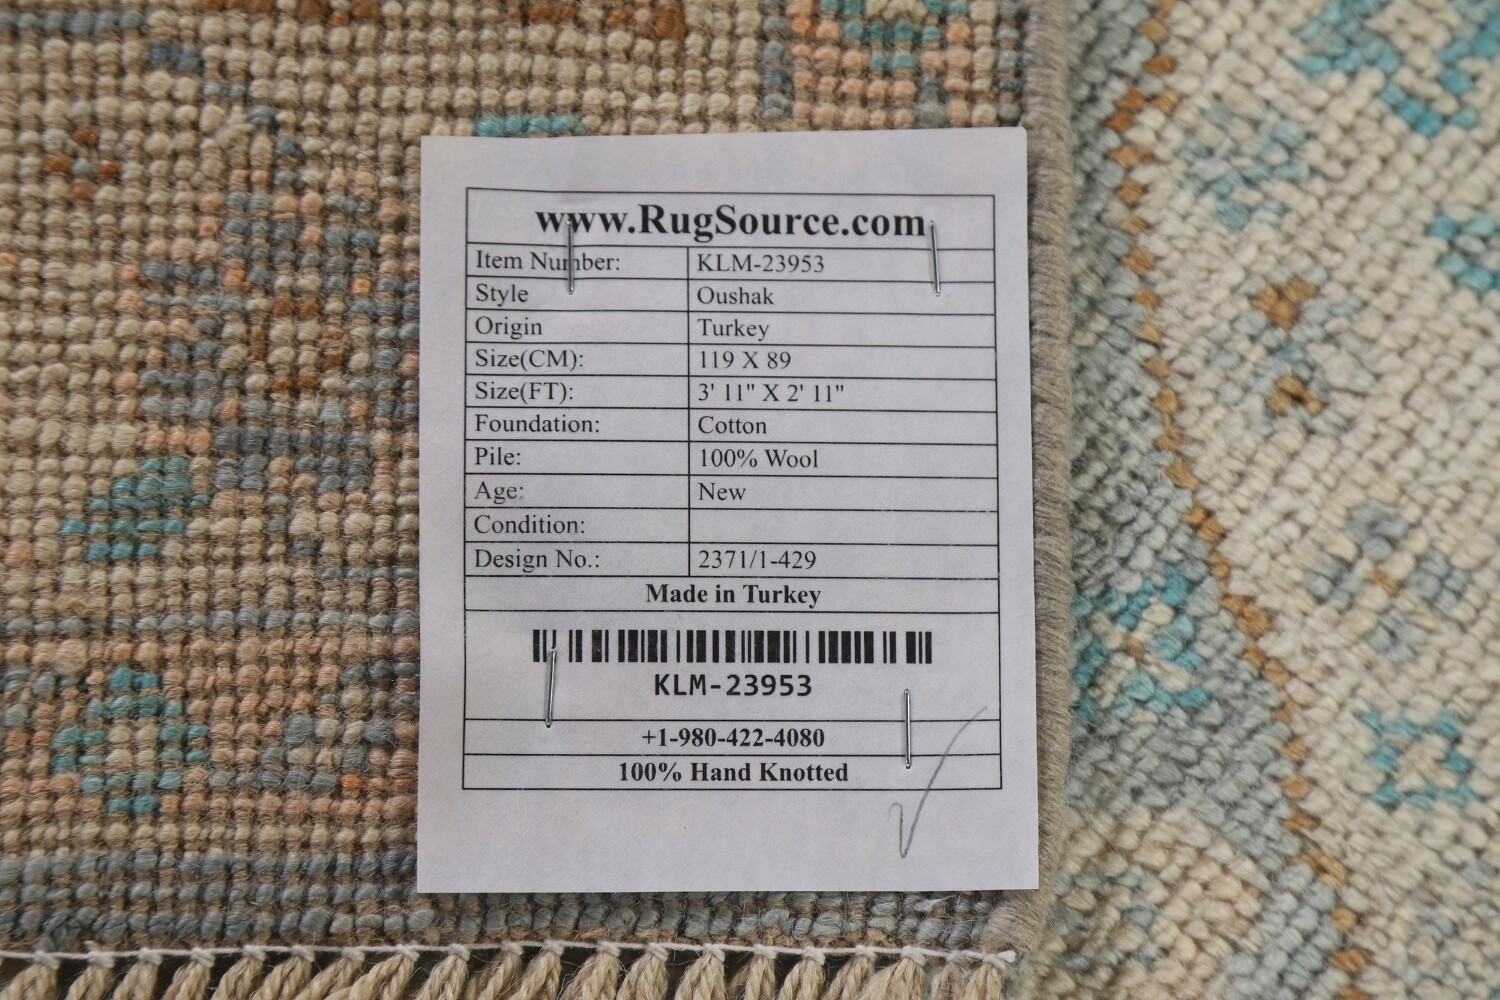 www.RugSource.com
Item Number: KLM-23953
Style Oushak
Origin Turkey
Size(CM): 119 X 89
Size(FT): 3' 11" X 2' 11"
Foundation: Cotton
Pile: 100% Wool
Age: New
Condition:
Design No.: 2371/1-429
Made in Turkey
KLM-23953
+1-980-422-4080
100% Hand Knotted